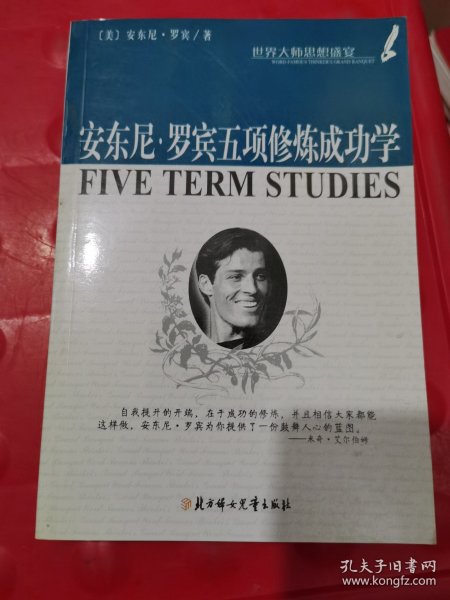 〔美〕安东尼·罗宾／著
世界大师思想盛宴
WORD-FAMOUS THINKER'S GRAND BANQUET
安东尼·罗宾五项修炼成功学
FIVE TERM STUDIES
自我提升的开端，在于成功的修炼，并且相信大家都能
这样做，安东尼·罗宾为你提供了一份鼓舞人心的蓝图。
——米奇·艾尔伯姆
北方妇女儿童出版社
孔夫子旧书网
www.kongfz.com